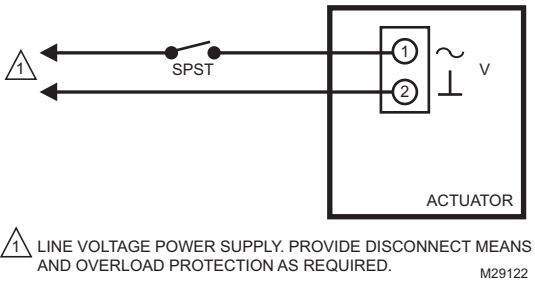 1
SPST
1
2
V
ACTUATOR
1 LINE VOLTAGE POWER SUPPLY. PROVIDE DISCONNECT MEANS
AND OVERLOAD PROTECTION AS REQUIRED.
M29122